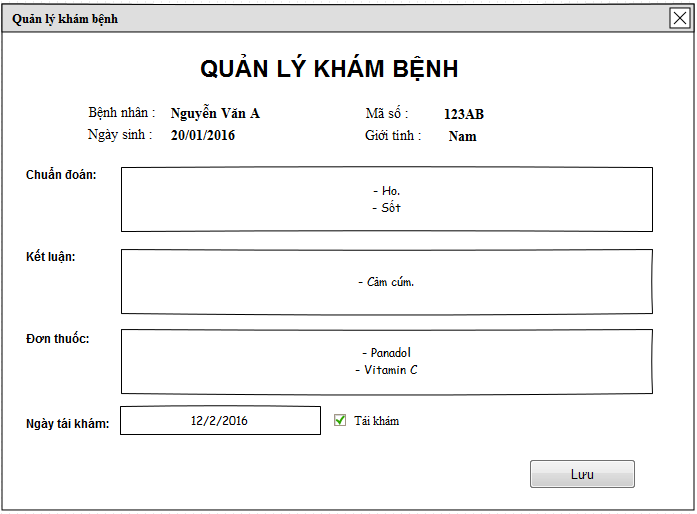 Quản lý khám bệnh
QUẢN LÝ KHÁM BỆNH
Bệnh nhân : Nguyễn Văn A Mã số : 123AB
Ngày sinh : 20/01/2016 Giới tính : Nam
Chuẩn đoán:
- Ho.
- Sốt
Kết luận:
- Cảm cúm.
Đơn thuốc:
- Panadol
- Vitamin C
Ngày tái khám: 12/2/2016 Tái khám
Lưu